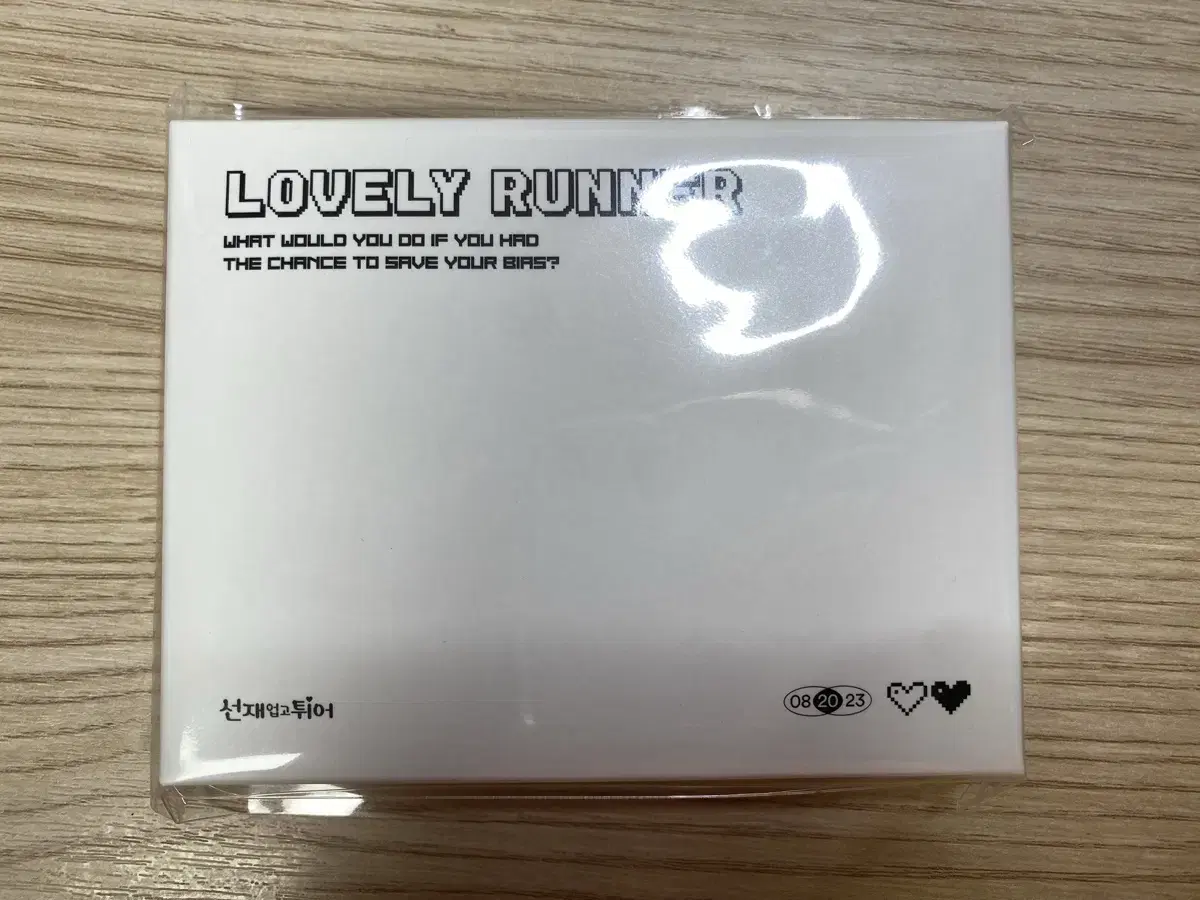 LOVELY RUNNER
WHAT WOULD YOU DO IF YOU HAD
THE CHANCE TO SAVE YOUR BIAS?
선재업고튀어
08 20 23